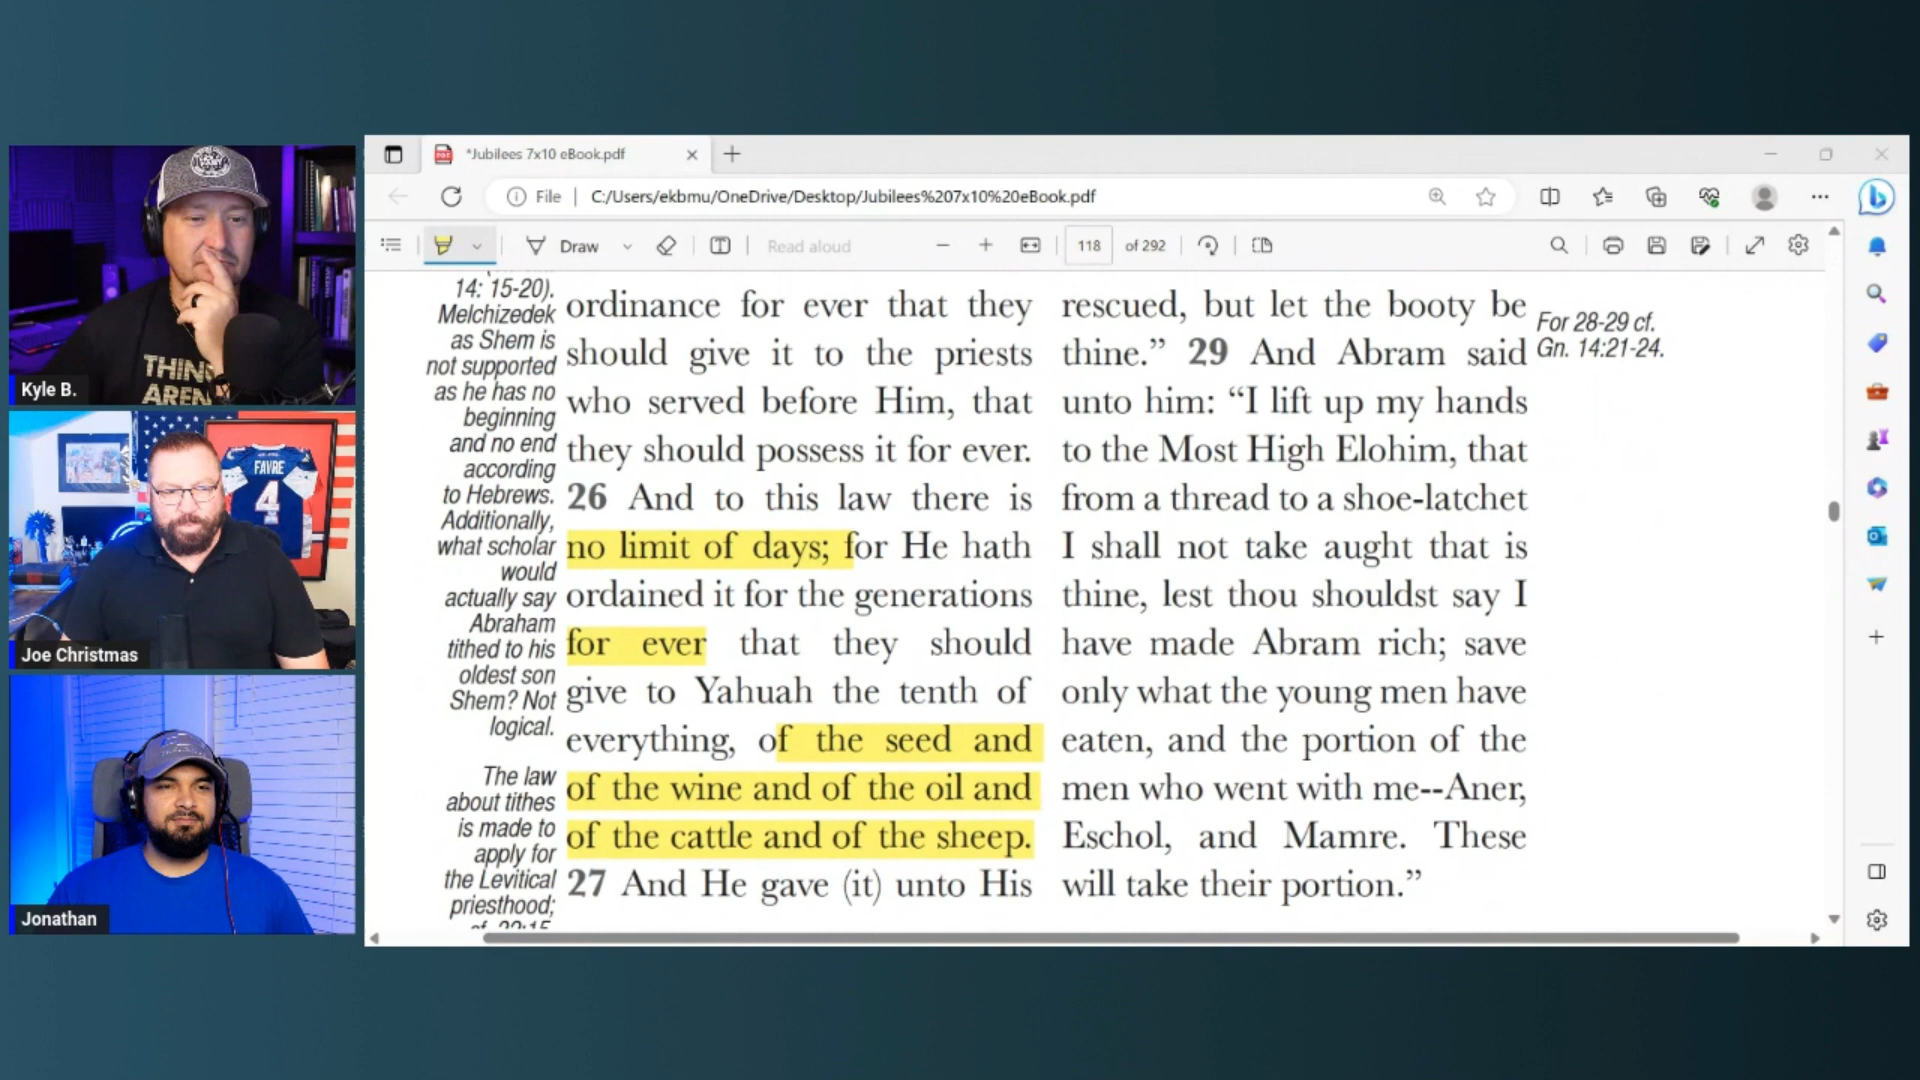 *Jubilees 7x10 eBook.pdf
File
C:/Users/ekbmu/OneDrive/Desktop/Jubilees%207x10%20eBook.pdf
Draw
Read aloud
118
of 292
14: 15-20).
Melchizedek
as Shem is
not supported
as he has no
beginning
and no end
according
to Hebrews.
Additionally,
what scholar
would
actually say
Abraham
tithed to his
oldest son
Shem? Not
logical.
The law
about tithes
is made to
apply for
the Levitical
priesthood;
ordinance for ever that they
should give it to the priests
who served before Him, that
they should possess it for ever.
26 And to this law there is
no limit of days; for He hath
ordained it for the generations
for ever that they should
give to Yahuah the tenth of
everything, of the seed and
of the wine and of the oil and
of the cattle and of the sheep.
27 And He gave (it) unto His
rescued, but let the booty be
thine.” 29 And Abram said
unto him: “I lift up my hands
to the Most High Elohim, that
from a thread to a shoe-latchet
I shall not take aught that is
thine, lest thou shouldst say I
have made Abram rich; save
only what the young men have
eaten, and the portion of the
men who went with me--Aner,
Eschol, and Mamre. These
will take their portion.”
For 28-29 cf.
Gn. 14:21-24.
THIN
AREN
Kyle B.
FAVRE
4
Joe Christmas
Jonathan